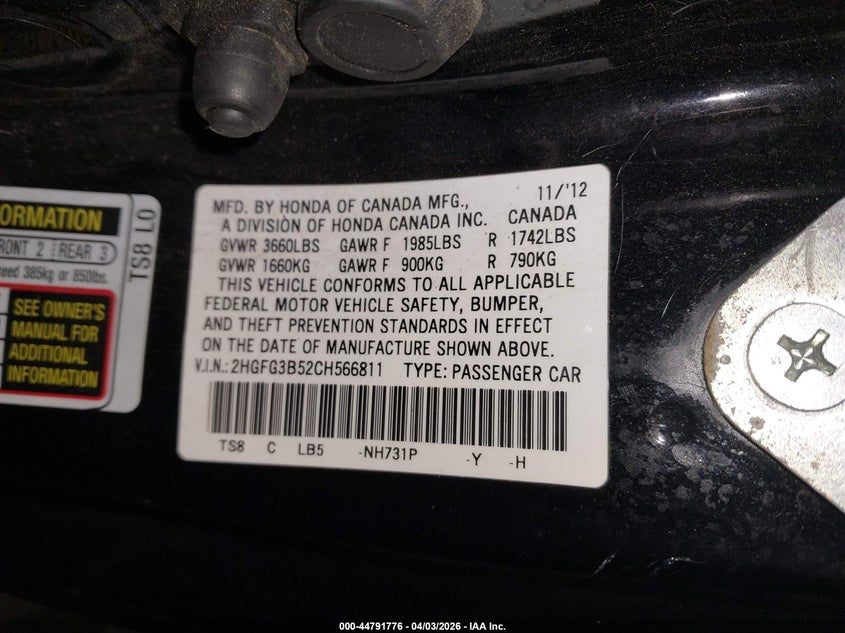 ORMATION
RONT 2 REAR 3
ceed 385kg or 850lbs.
SEE OWNER'S
MANUAL FOR
ADDITIONAL
INFORMATION
TS8 L0
MFD. BY HONDA OF CANADA MFG., 11/'12
A DIVISION OF HONDA CANADA INC. CANADA
GVWR 3660LBS GAWR F 1985LBS R 1742LBS
GVWR 1660KG GAWR F 900KG R 790KG
THIS VEHICLE CONFORMS TO ALL APPLICABLE
FEDERAL MOTOR VEHICLE SAFETY, BUMPER,
AND THEFT PREVENTION STANDARDS IN EFFECT
ON THE DATE OF MANUFACTURE SHOWN ABOVE.
V.I.N.: 2HGFG3B52CH566811 TYPE: PASSENGER CAR
TS8 C LB5 -NH731P -Y -H
000-44791776 - 04/03/2026 - IAA Inc.